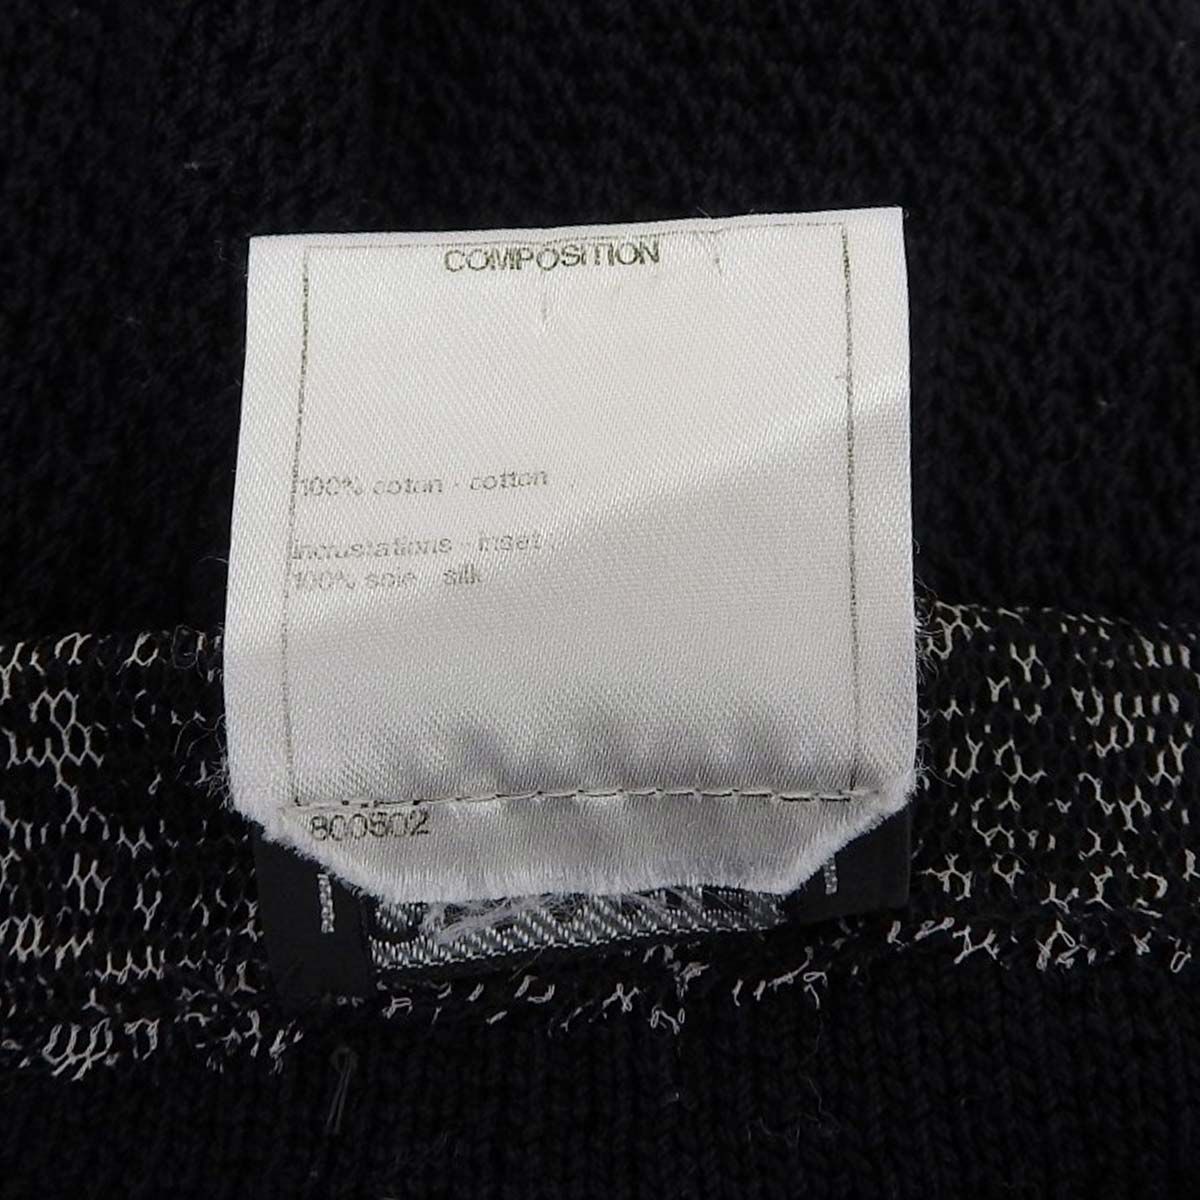 COMPOSITION
100% coton - cotton
incrustations - inset
100% soie - silk
800502